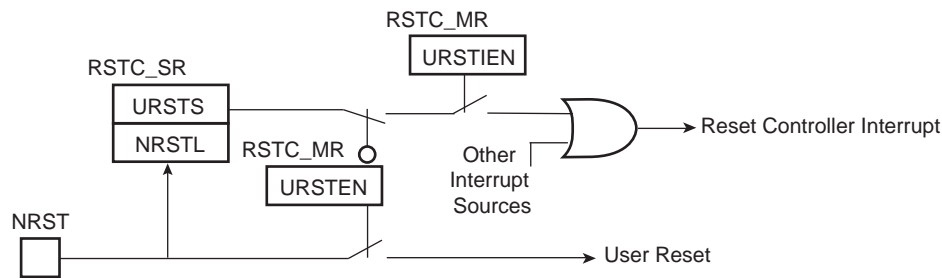 RSTC_MR
URSTIEN
RSTC_SR
URSTS
NRSTL
RSTC_MR
URSTEN
Other
Interrupt
Sources
Reset Controller Interrupt
NRST
User Reset